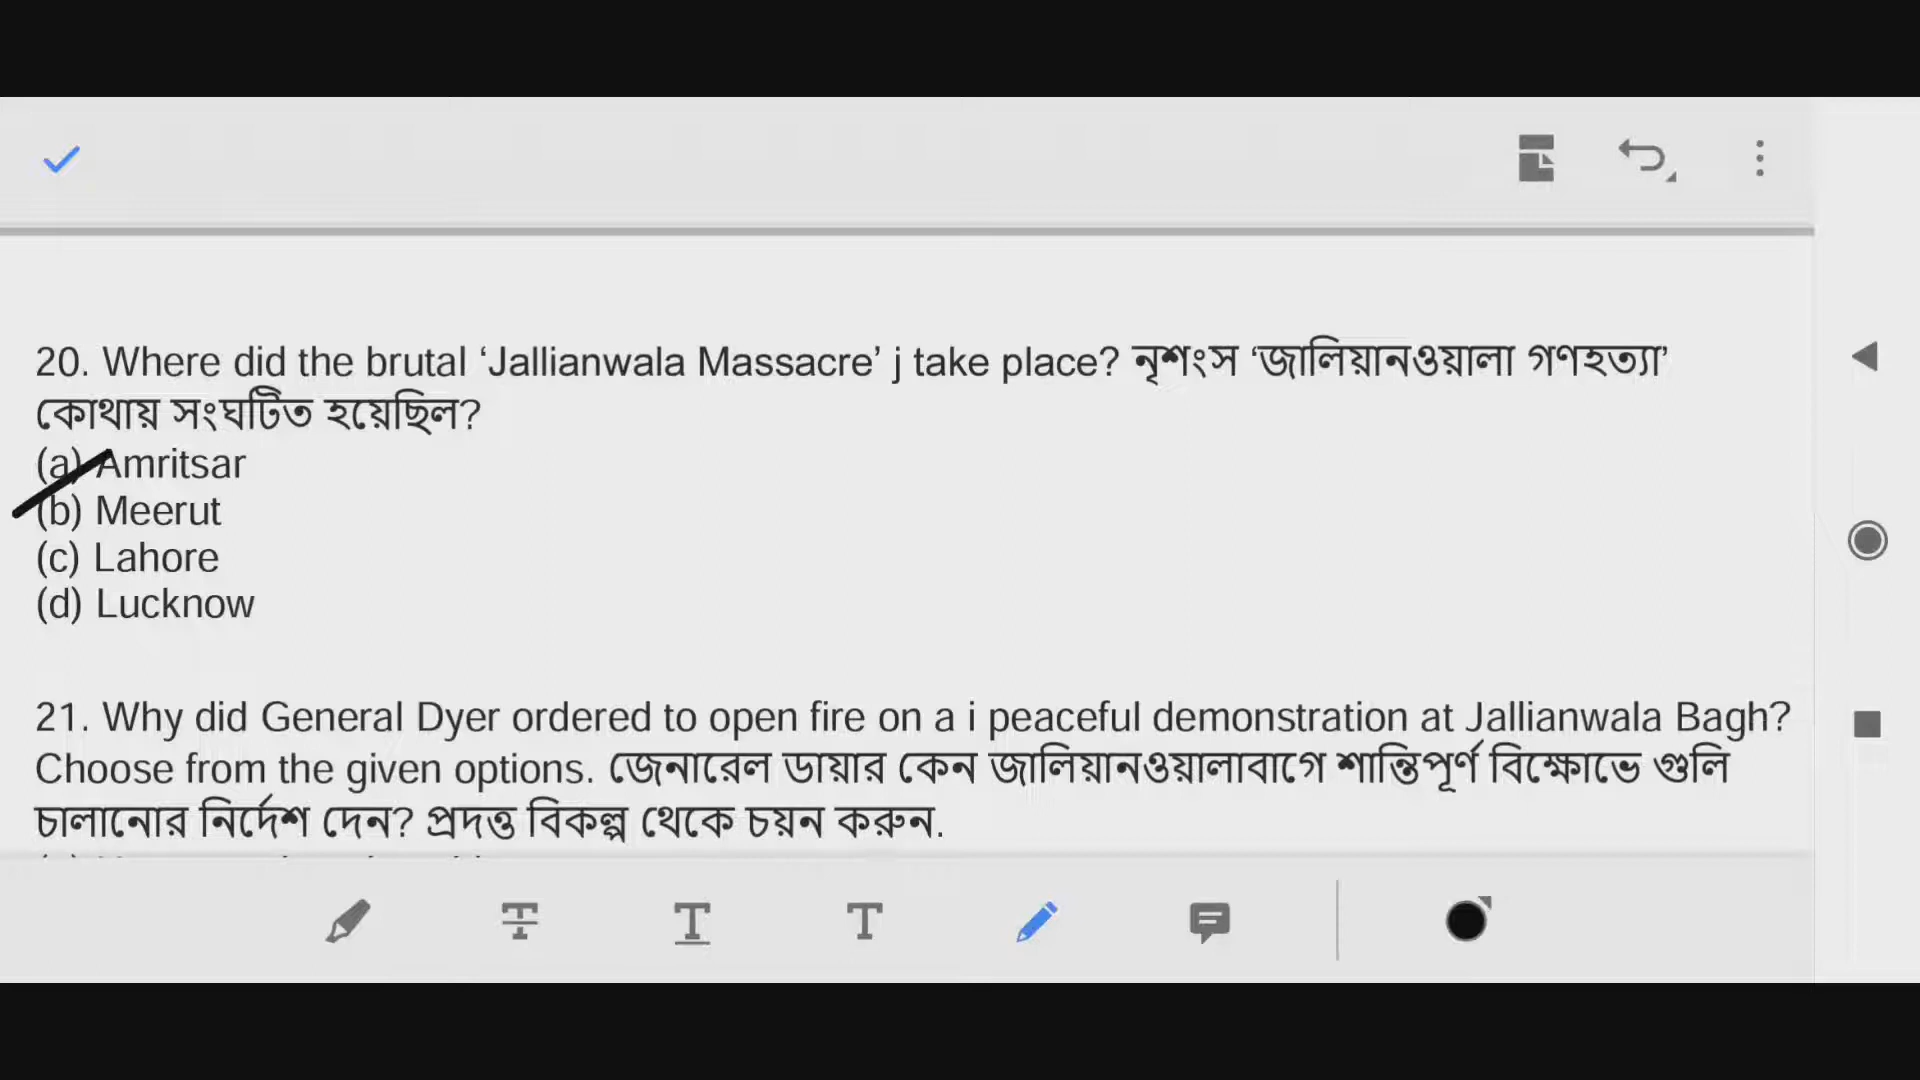 20. Where did the brutal ‘Jallianwala Massacre’ j take place? নৃশংস ‘জালিয়ানওয়ালা গণহত্যা’
কোথায় সংঘটিত হয়েছিল?
(a) Amritsar
(b) Meerut
(c) Lahore
(d) Lucknow
21. Why did General Dyer ordered to open fire on a i peaceful demonstration at Jallianwala Bagh?
Choose from the given options. জেনারেল ডায়ার কেন জালিয়ানওয়ালাবাগে শান্তিপূর্ণ বিক্ষোভে গুলি
চালানোর নির্দেশ দেন? প্রদত্ত বিকল্প থেকে চয়ন করুন.